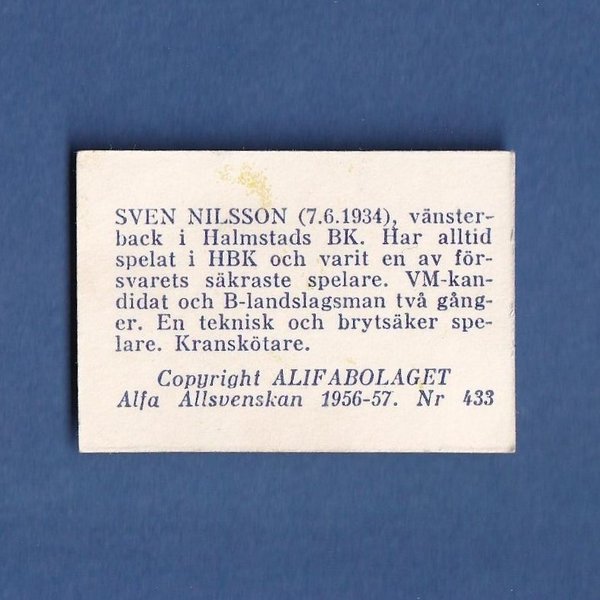 SVEN NILSSON (7.6.1934), vänster-
back i Halmstads BK. Har alltid
spelat i HBK och varit en av för-
svarets säkraste spelare. VM-kan-
didat och B-landslagsman två gång-
er. En teknisk och brytsäker spe-
lare. Kranskötare.
Copyright ALIFABOLAGET
Alfa Allsvenskan 1956-57. Nr 433